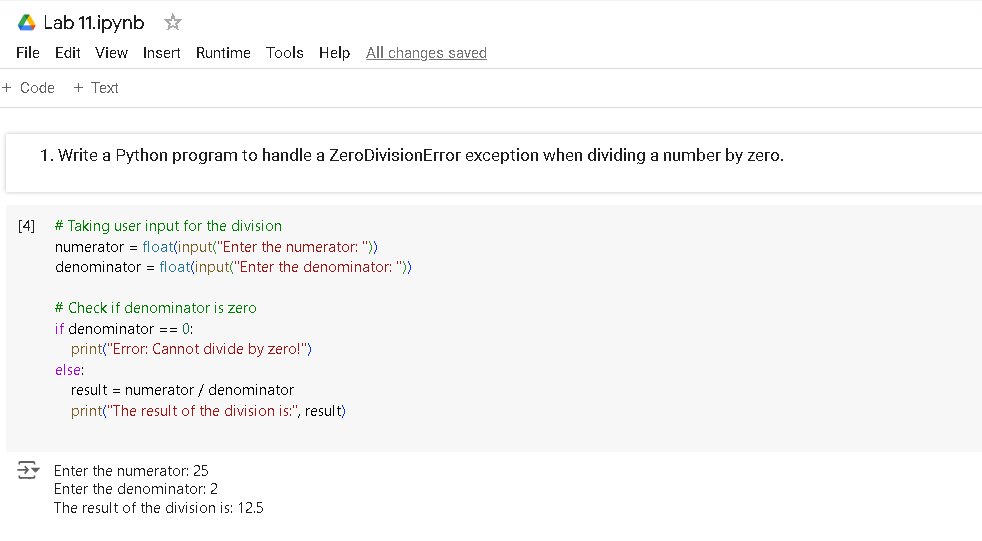 Lab 11.ipynb
File Edit View Insert Runtime Tools Help All changes saved
+ Code + Text
1. Write a Python program to handle a ZeroDivisionError exception when dividing a number by zero.
[4] # Taking user input for the division
numerator = float(input("Enter the numerator: "))
denominator = float(input("Enter the denominator: "))
# Check if denominator is zero
if denominator == 0:
    print("Error: Cannot divide by zero!")
else:
    result = numerator / denominator
    print("The result of the division is:", result)
Enter the numerator: 25
Enter the denominator: 2
The result of the division is: 12.5